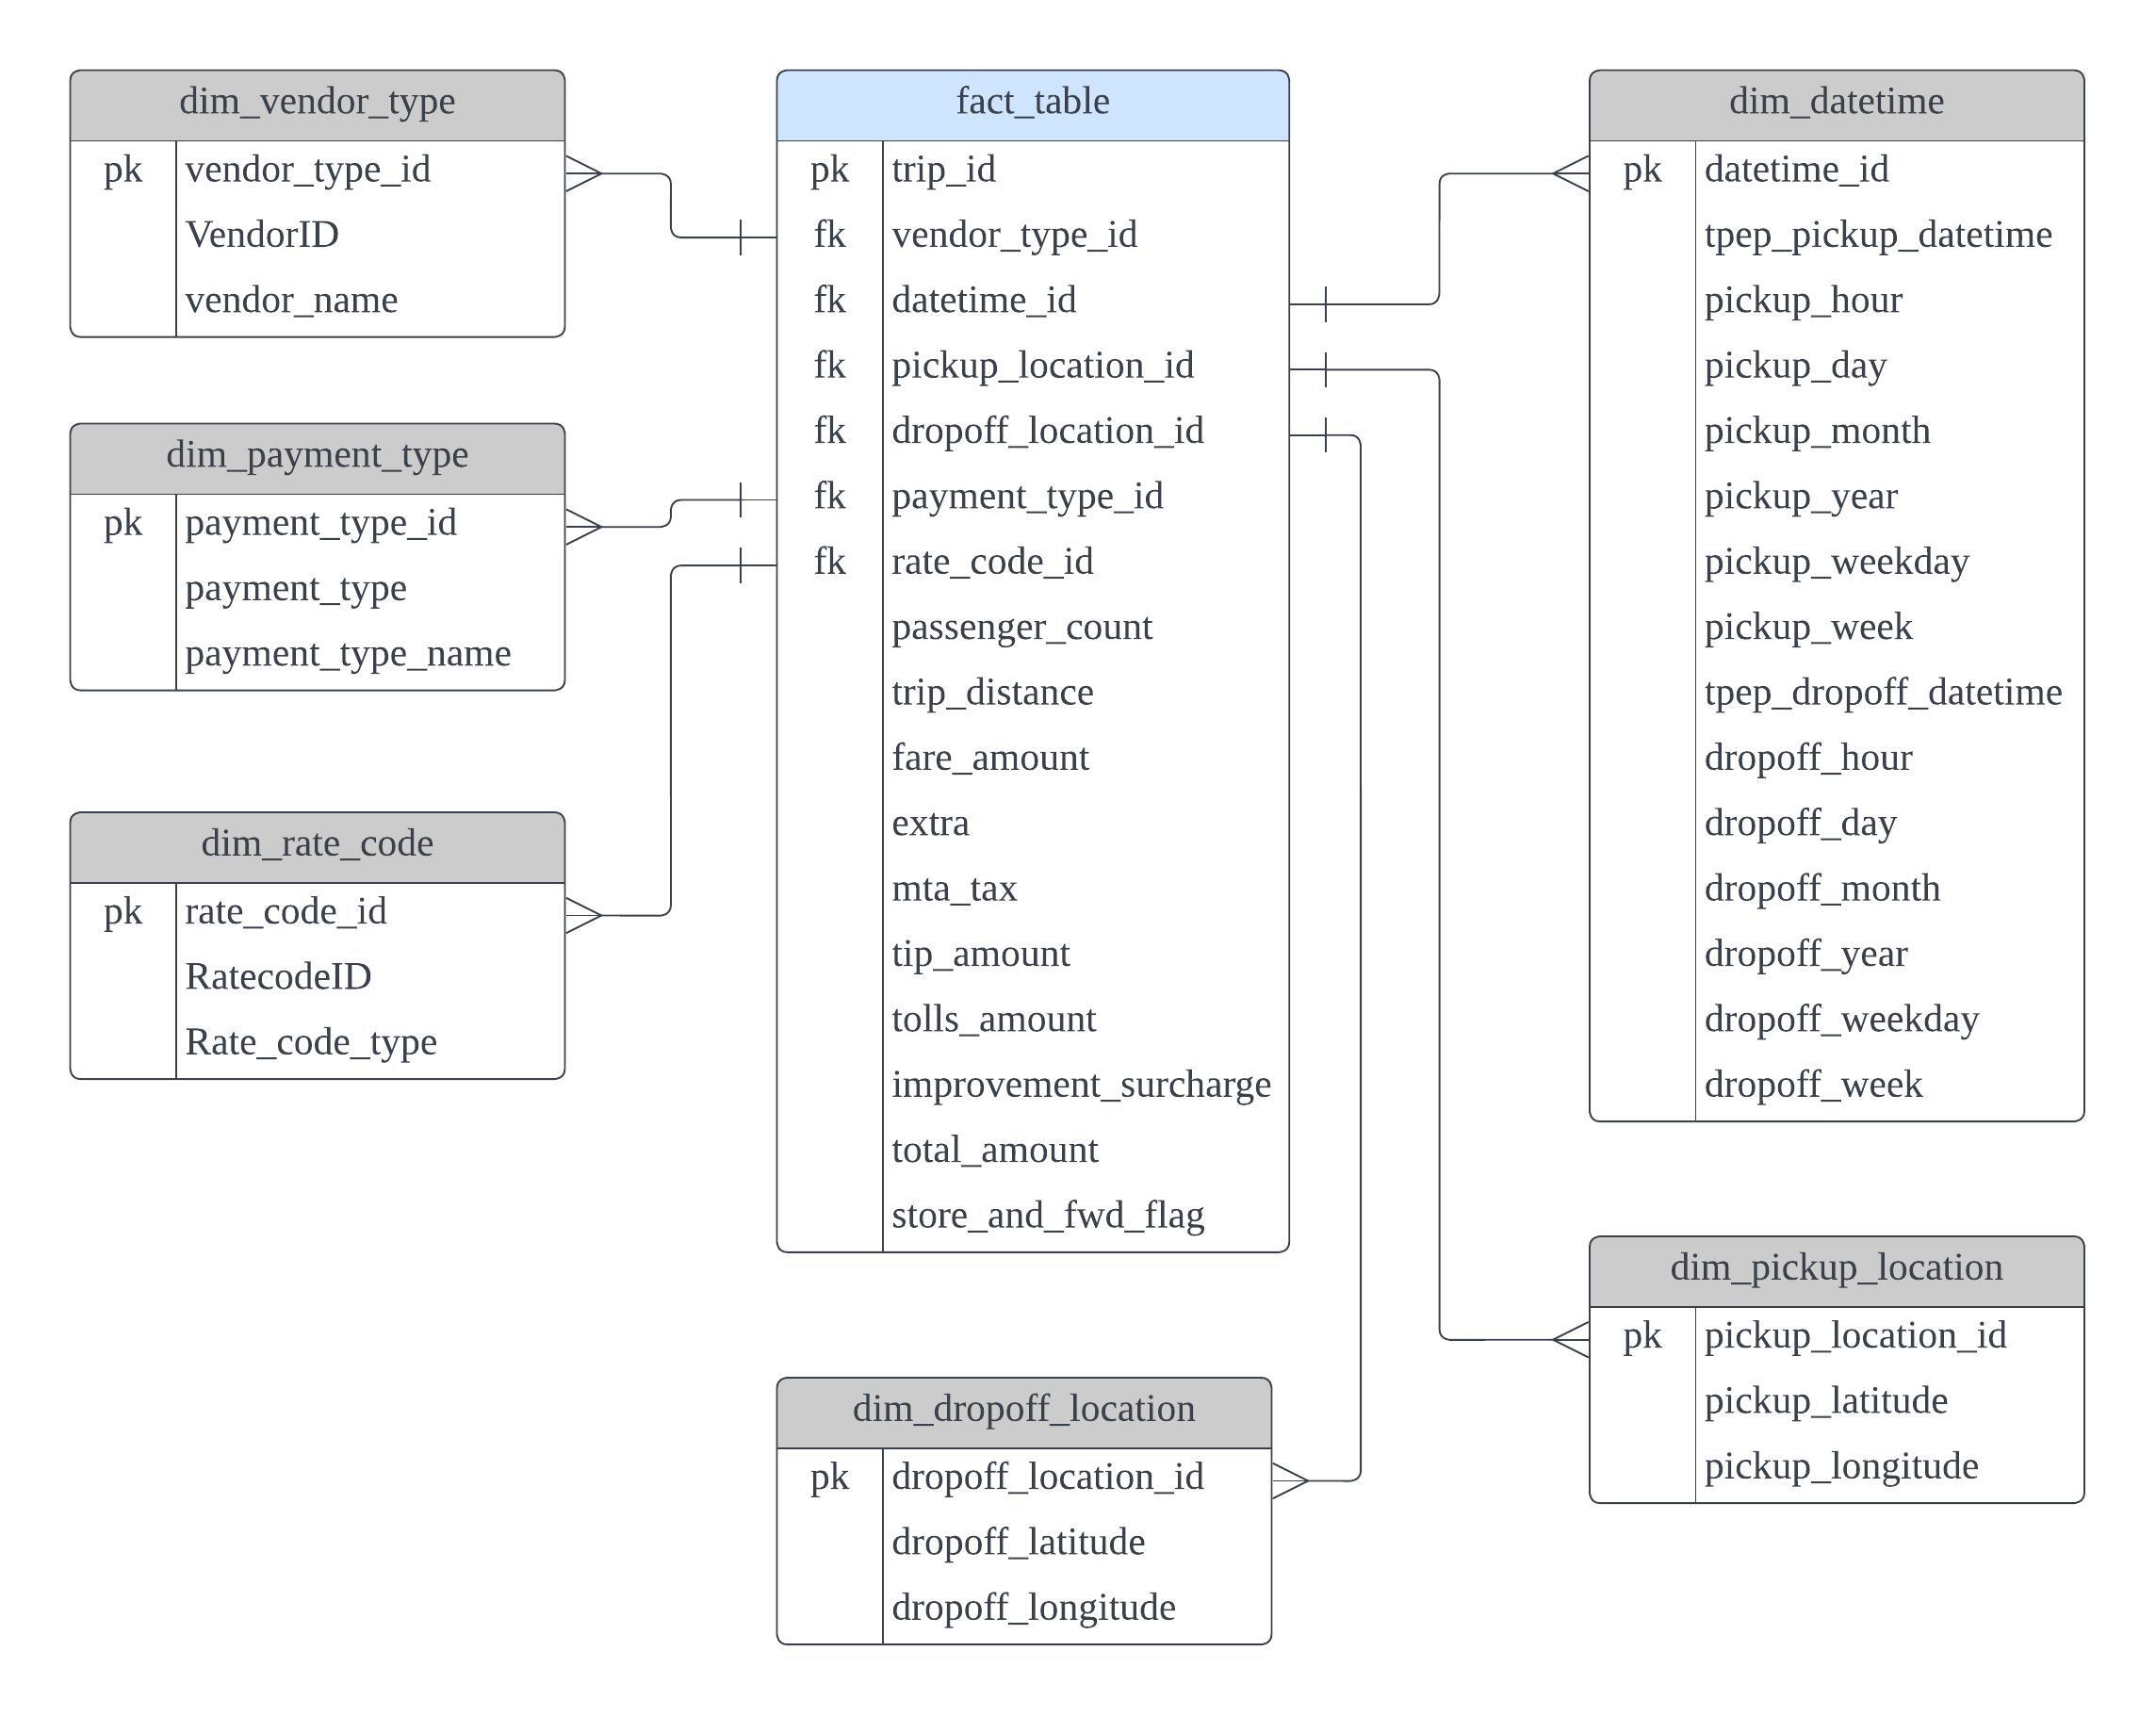 dim_vendor_type
pk vendor_type_id
VendorID
vendor_name
dim_payment_type
pk payment_type_id
payment_type
payment_type_name
dim_rate_code
pk rate_code_id
RatecodeID
Rate_code_type
fact_table
pk trip_id
fk vendor_type_id
fk datetime_id
fk pickup_location_id
fk dropoff_location_id
fk payment_type_id
fk rate_code_id
passenger_count
trip_distance
fare_amount
extra
mta_tax
tip_amount
tolls_amount
improvement_surcharge
total_amount
store_and_fwd_flag
dim_dropoff_location
pk dropoff_location_id
dropoff_latitude
dropoff_longitude
dim_datetime
pk datetime_id
tpep_pickup_datetime
pickup_hour
pickup_day
pickup_month
pickup_year
pickup_weekday
pickup_week
tpep_dropoff_datetime
dropoff_hour
dropoff_day
dropoff_month
dropoff_year
dropoff_weekday
dropoff_week
dim_pickup_location
pk pickup_location_id
pickup_latitude
pickup_longitude